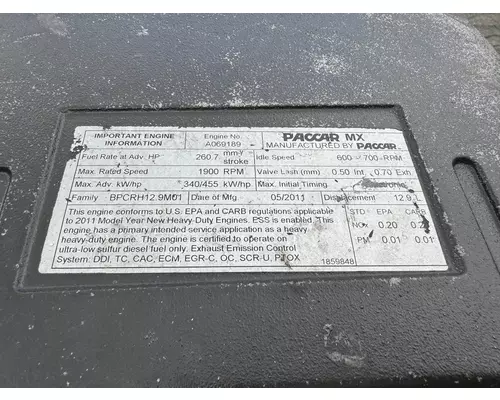 IMPORTANT ENGINE INFORMATION
Engine No.
A069189
PACCAR MX
MANUFACTURED BY PACCAR
Fuel Rate at Adv. HP 260.7 mm³/stroke Idle Speed 600 - 700 RPM
Max. Rated Speed 1900 RPM Valve Lash (mm) 0.50 Int. 0.70 Exh
Max. Adv kW/hp 340/455 kW/hp Max. Initial Timing
Family BPCRH12.9M01 Date of Mfg 05/2011 Displacement 12.9 L
This engine conforms to U.S. EPA and CARB regulations applicable
to 2011 Model Year New Heavy Duty Engines. ESS is enabled. This
engine has a primary intended service application as a heavy
heavy-duty engine. The engine is certified to operate on
ultra-low sulfur diesel fuel only. Exhaust Emission Control
System: DDI, TC, CAC, ECM, EGR-C, OC, SCR-U, PTOX
STD EPA CARB
NOx 0.20
PM 0.01 0.01
1859848